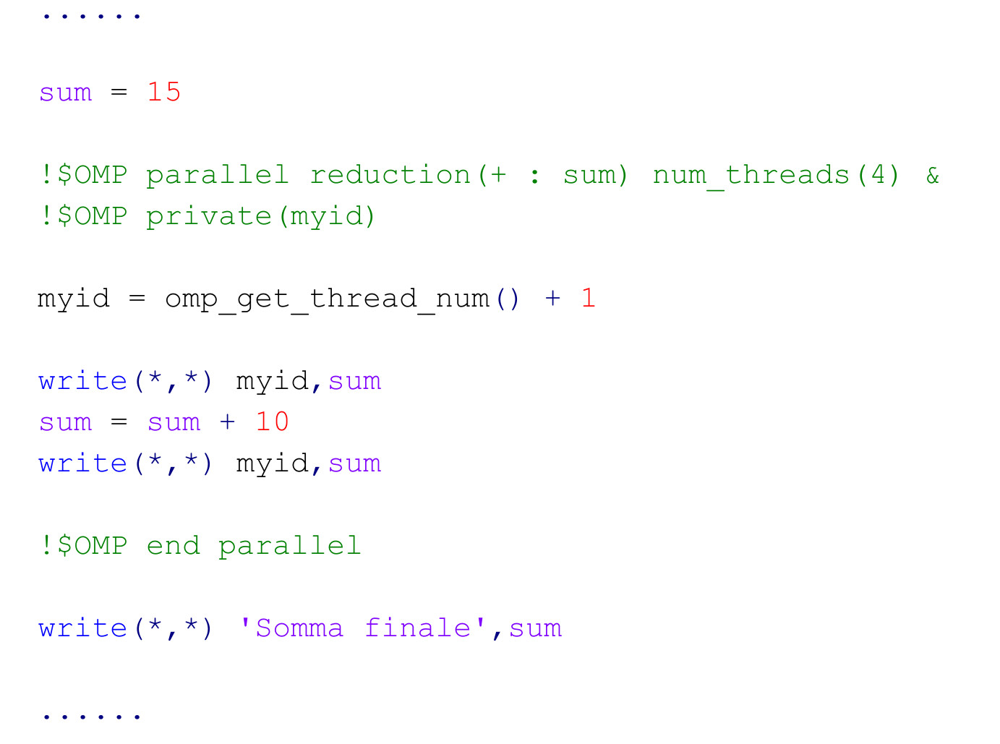 ......
sum = 15
!$OMP parallel reduction(+ : sum) num_threads(4) &
!$OMP private(myid)
myid = omp_get_thread_num() + 1
write(*,*) myid,sum
sum = sum + 10
write(*,*) myid,sum
!$OMP end parallel
write(*,*) 'Somma finale',sum
......